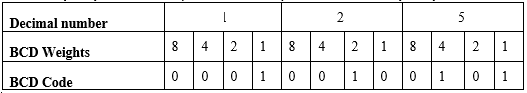 Decimal number 1 2 5
BCD Weights 8 4 2 1 8 4 2 1 8 4 2 1
BCD Code 0 0 0 1 0 0 1 0 0 1 0 1